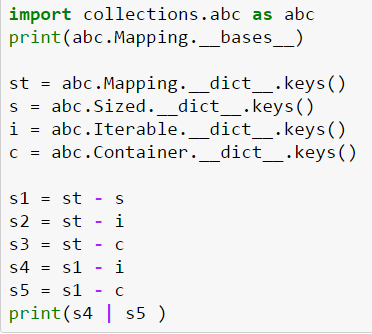 import collections.abc as abc
print(abc.Mapping.__bases__)
st = abc.Mapping.__dict__.keys()
s = abc.Sized.__dict__.keys()
i = abc.Iterable.__dict__.keys()
c = abc.Container.__dict__.keys()
s1 = st - s
s2 = st - i
s3 = st - c
s4 = s1 - i
s5 = s1 - c
print(s4 | s5 )